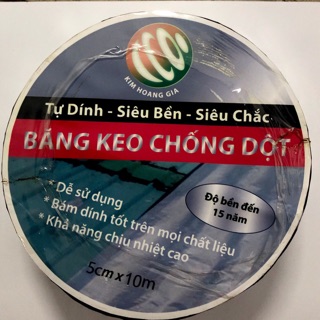 ECO
KIM HOANG GIA
Tự Dính - Siêu Bền - Siêu Chắc
BĂNG KEO CHỐNG DỘT
* Dễ sử dụng
* Bám dính tốt trên mọi chất liệu
* Khả năng chịu nhiệt cao
Độ bền đến
15 năm
5cm x 10m